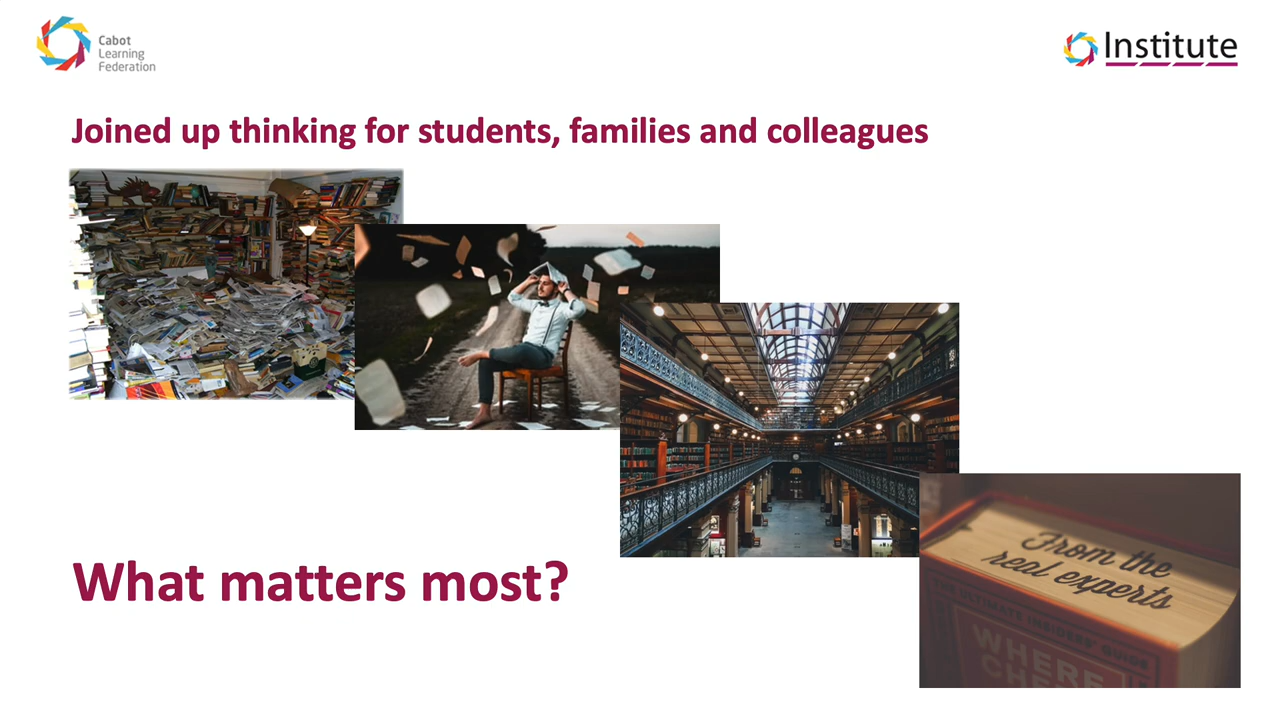 Cabot
Learning
Federation
Institute
Joined up thinking for students, families and colleagues
What matters most?
From the
real experts
THE ULTIMATE INSIDERS' GUIDE
WHERE